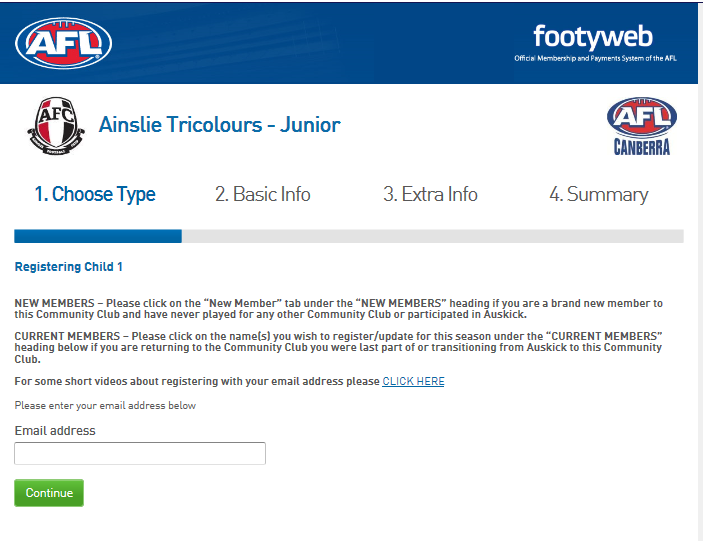 AFL
footyweb
Official Membership and Payments System of the AFL
AFC
Ainslie Tricolours - Junior
AFL
CANBERRA
1. Choose Type
2. Basic Info
3. Extra Info
4. Summary
Registering Child 1
NEW MEMBERS – Please click on the “New Member” tab under the “NEW MEMBERS” heading if you are a brand new member to
this Community Club and have never played for any other Community Club or participated in Auskick.
CURRENT MEMBERS – Please click on the name(s) you wish to register/update for this season under the “CURRENT MEMBERS”
heading below if you are returning to the Community Club you were last part of or transitioning from Auskick to this Community
Club.
For some short videos about registering with your email address please CLICK HERE
Please enter your email address below
Email address
Continue